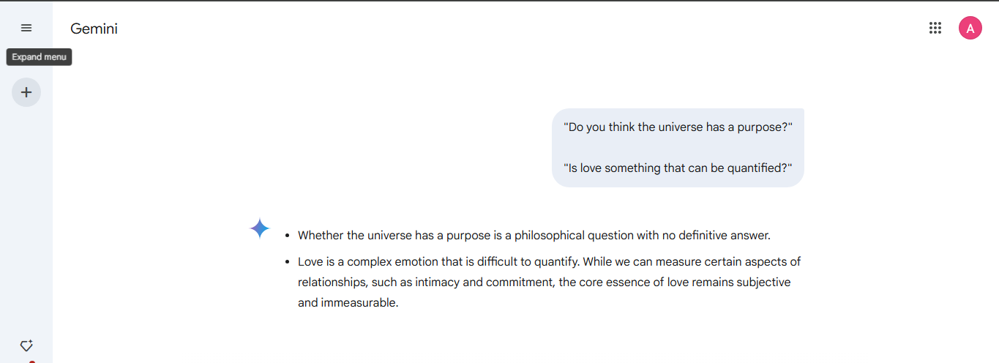 Gemini
A
Expand menu
"Do you think the universe has a purpose?"
"Is love something that can be quantified?"
• Whether the universe has a purpose is a philosophical question with no definitive answer.
• Love is a complex emotion that is difficult to quantify. While we can measure certain aspects of
relationships, such as intimacy and commitment, the core essence of love remains subjective
and immeasurable.